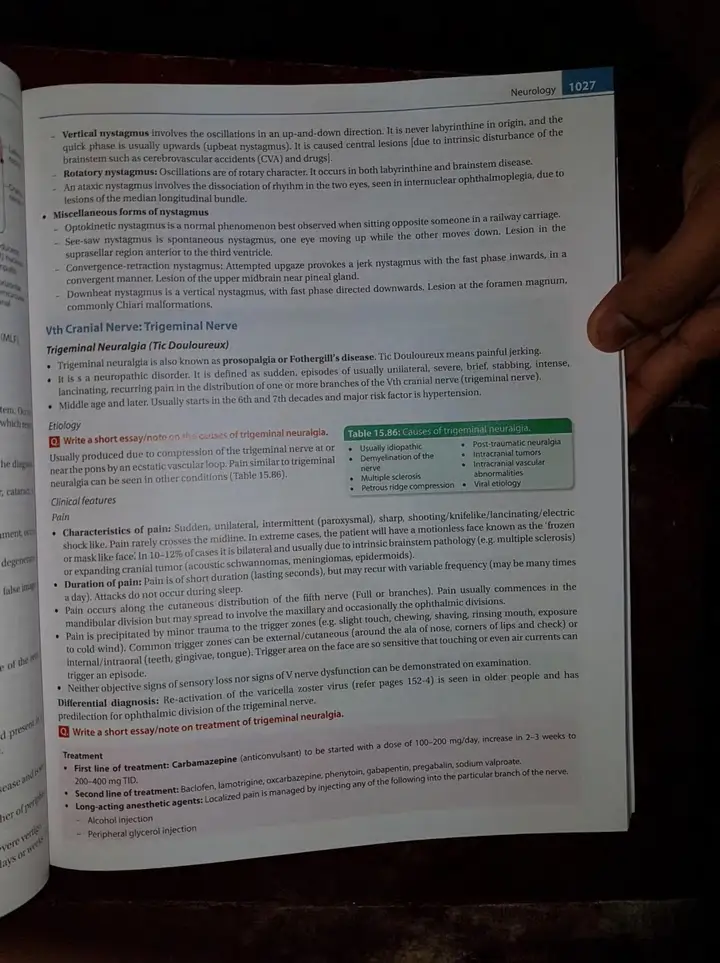 Neurology 1027
– Vertical nystagmus involves the oscillations in an up-and-down direction. It is never labyrinthine in origin, and the
quick phase is usually upwards (upbeat nystagmus). It is caused central lesions [due to intrinsic disturbance of the
brainstem such as cerebrovascular accidents (CVA) and drugs].
– Rotatory nystagmus: Oscillations are of rotary character. It occurs in both labyrinthine and brainstem disease.
– An ataxic nystagmus involves the dissociation of rhythm in the two eyes, seen in internuclear ophthalmoplegia, due to
lesions of the median longitudinal bundle.
• Miscellaneous forms of nystagmus
– Optokinetic nystagmus is a normal phenomenon best observed when sitting opposite someone in a railway carriage.
– See-saw nystagmus is spontaneous nystagmus, one eye moving up while the other moves down. Lesion in the
suprasellar region anterior to the third ventricle.
– Convergence-retraction nystagmus: Attempted upgaze provokes a jerk nystagmus with the fast phase inwards, in a
convergent manner. Lesion of the upper midbrain near pineal gland.
– Downbeat nystagmus is a vertical nystagmus, with fast phase directed downwards. Lesion at the foramen magnum,
commonly Chiari malformations.
Vth Cranial Nerve: Trigeminal Nerve
Trigeminal Neuralgia (Tic Douloureux)
• Trigeminal neuralgia is also known as prosopalgia or Fothergill's disease. Tic Douloureux means painful jerking.
• It is s a neuropathic disorder. It is defined as sudden, episodes of usually unilateral, severe, brief, stabbing, intense,
lancinating, recurring pain in the distribution of one or more branches of the Vth cranial nerve (trigeminal nerve).
• Middle age and later. Usually starts in the 6th and 7th decades and major risk factor is hypertension.
Etiology
Q. Write a short essay/note on the causes of trigeminal neuralgia.
Usually produced due to compression of the trigeminal nerve at or
near the pons by an ecstatic vascular loop. Pain similar to trigeminal
neuralgia can be seen in other conditions (Table 15.86).
Table 15.86: Causes of trigeminal neuralgia.
• Usually idiopathic
• Demyelination of the
nerve
• Multiple sclerosis
• Petrous ridge compression
• Post-traumatic neuralgia
• Intracranial tumors
• Intracranial vascular
abnormalities
• Viral etiology
Clinical features
Pain
• Characteristics of pain: Sudden, unilateral, intermittent (paroxysmal), sharp, shooting/knifelike/lancinating/electric
shock like. Pain rarely crosses the midline. In extreme cases, the patient will have a motionless face known as the 'frozen
or mask like face'. In 10–12% of cases it is bilateral and usually due to intrinsic brainstem pathology (e.g. multiple sclerosis)
or expanding cranial tumor (acoustic schwannomas, meningiomas, epidermoids).
• Duration of pain: Pain is of short duration (lasting seconds), but may recur with variable frequency (may be many times
a day). Attacks do not occur during sleep.
• Pain occurs along the cutaneous distribution of the fifth nerve (Full or branches). Pain usually commences in the
mandibular division but may spread to involve the maxillary and occasionally the ophthalmic divisions.
• Pain is precipitated by minor trauma to the trigger zones (e.g. slight touch, chewing, shaving, rinsing mouth, exposure
to cold wind). Common trigger zones can be external/cutaneous (around the ala of nose, corners of lips and check) or
internal/intraoral (teeth, gingivae, tongue). Trigger area on the face are so sensitive that touching or even air currents can
trigger an episode.
• Neither objective signs of sensory loss nor signs of V nerve dysfunction can be demonstrated on examination.
Differential diagnosis: Re-activation of the varicella zoster virus (refer pages 152-4) is seen in older people and has
predilection for ophthalmic division of the trigeminal nerve.
Q. Write a short essay/note on treatment of trigeminal neuralgia.
Treatment
• First line of treatment: Carbamazepine (anticonvulsant) to be started with a dose of 100–200 mg/day, increase in 2–3 weeks to
200–400 mg TID.
• Second line of treatment: Baclofen, lamotrigine, oxcarbazepine, phenytoin, gabapentin, pregabalin, sodium valproate.
• Long-acting anesthetic agents: Localized pain is managed by injecting any of the following into the particular branch of the nerve.
– Alcohol injection
– Peripheral glycerol injection